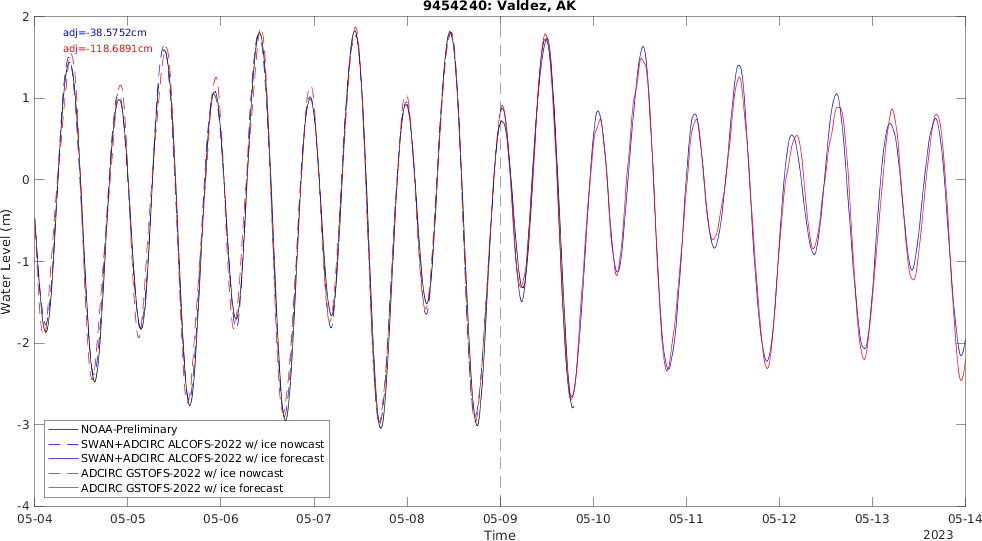 9454240: Valdez, AK
adj=-38.5752cm
adj=-118.6891cm
2
1
0
-1
-2
-3
-4
Water Level (m)
NOAA-Preliminary
SWAN+ADCIRC ALCOFS-2022 w/ ice nowcast
SWAN+ADCIRC ALCOFS-2022 w/ ice forecast
ADCIRC GSTOFS-2022 w/ ice nowcast
ADCIRC GSTOFS-2022 w/ ice forecast
05-04 05-05 05-06 05-07 05-08 05-09 05-10 05-11 05-12 05-13 05-14
Time
2023